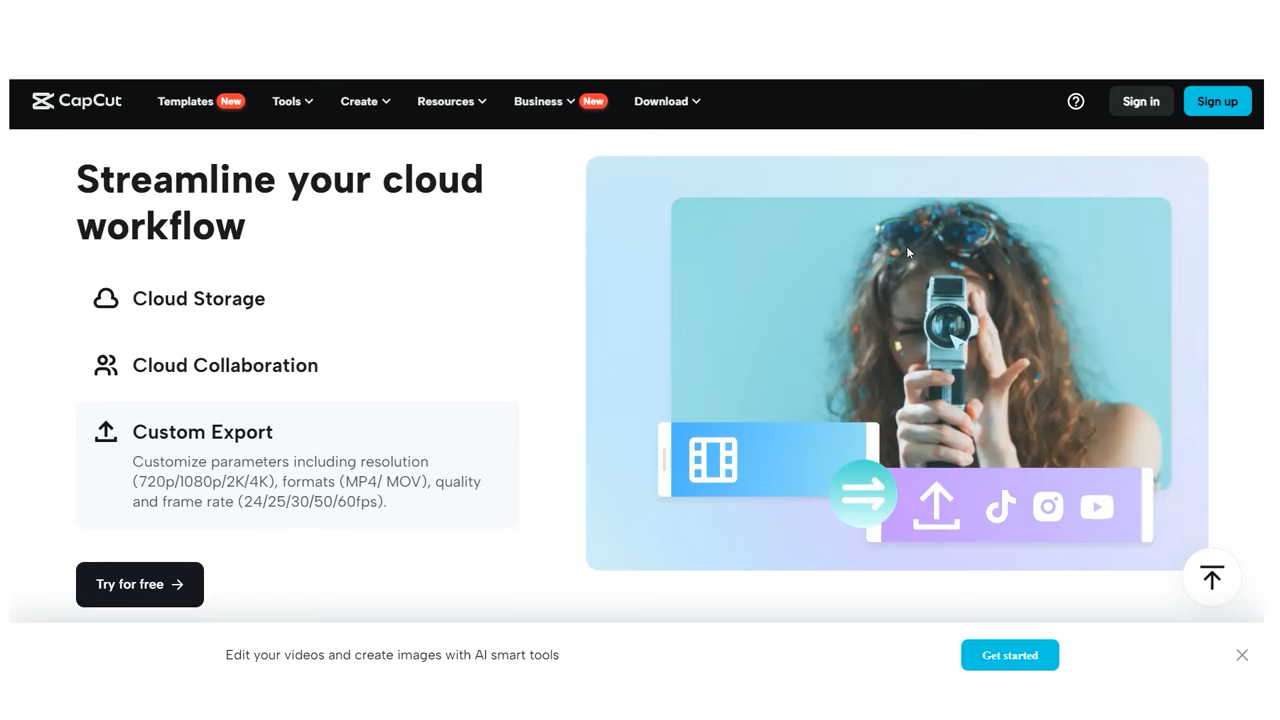 CapCut
Templates New
Tools
Create
Resources
Business New
Download
Sign in
Sign up
Streamline your cloud
workflow
Cloud Storage
Cloud Collaboration
Custom Export
Customize parameters including resolution
(720p/1080p/2K/4K), formats (MP4/ MOV), quality
and frame rate (24/25/30/50/60fps).
Try for free
Edit your videos and create images with AI smart tools
Get started